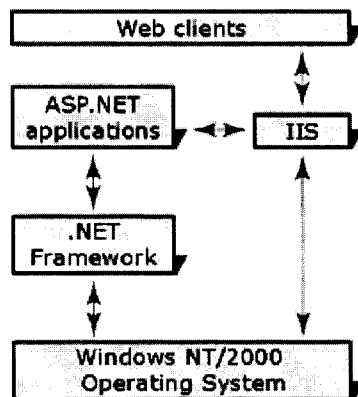 Web clients
ASP.NET
applications
IIS
.NET
Framework
Windows NT/2000
Operating System